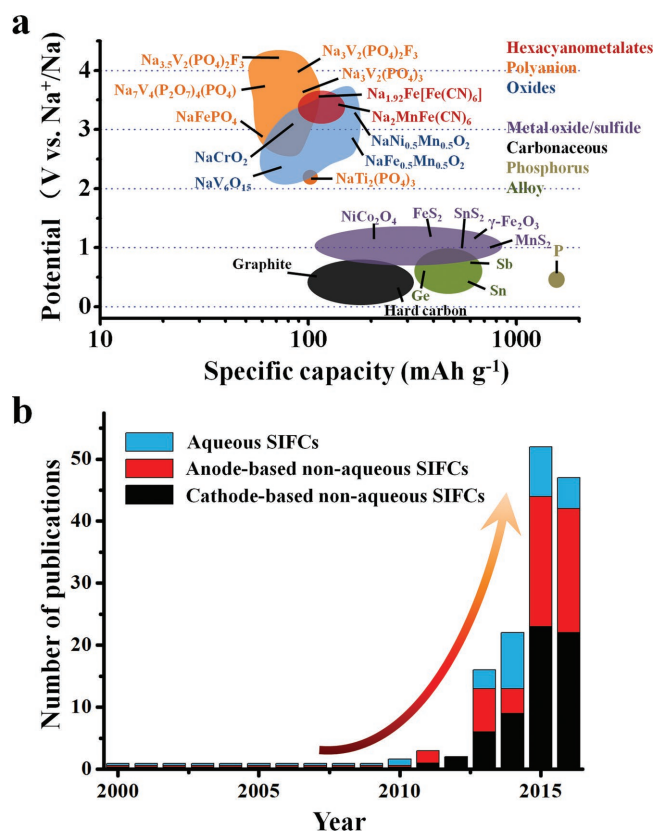 a
Na₃.₅V₂(PO₄)₂F₃
Na₃V₂(PO₄)₂F₃
Hexacyanometalates
Na₃V₂(PO₄)₃
Polyanion
Na₇V₄(P₂O₇)₄(PO₄)
Na₁.₉₂Fe[Fe(CN)₆]
Oxides
NaFePO₄
Na₂MnFe(CN)₆
NaCrO₂
NaNi₀.₅Mn₀.₅O₂
Metal oxide/sulfide
NaFe₀.₅Mn₀.₅O₂
Carbonaceous
NaV₆O₁₅
NaTi₂(PO₄)₃
Phosphorus
Alloy
NiCo₂O₄
FeS₂
SnS₂
γ-Fe₂O₃
MnS₂
P
Graphite
Sb
Ge
Sn
Hard carbon
4
3
2
1
0
Potential (V vs. Na⁺/Na)
10
100
1000
Specific capacity (mAh g⁻¹)
b
Aqueous SIFCs
Anode-based non-aqueous SIFCs
Cathode-based non-aqueous SIFCs
50
40
30
20
10
0
Number of publications
2000
2005
2010
2015
Year